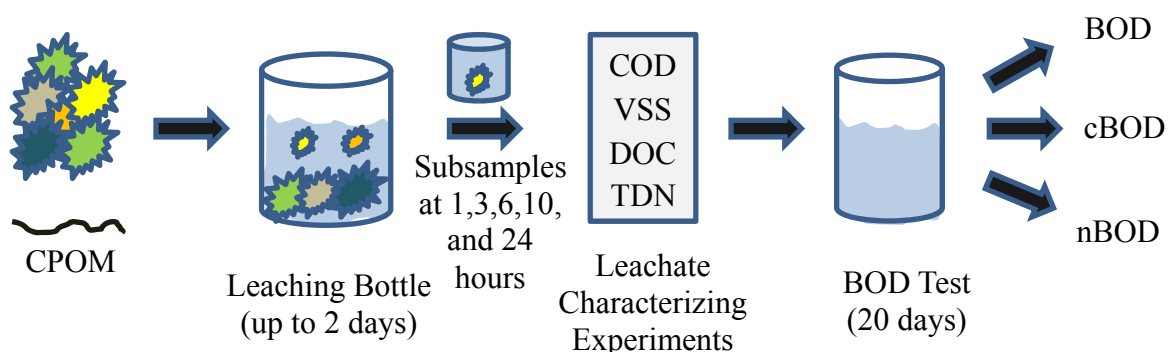 CPOM
Leaching Bottle
(up to 2 days)
Subsamples
at 1,3,6,10,
and 24
hours
COD
VSS
DOC
TDN
Leachate
Characterizing
Experiments
BOD Test
(20 days)
BOD
cBOD
nBOD